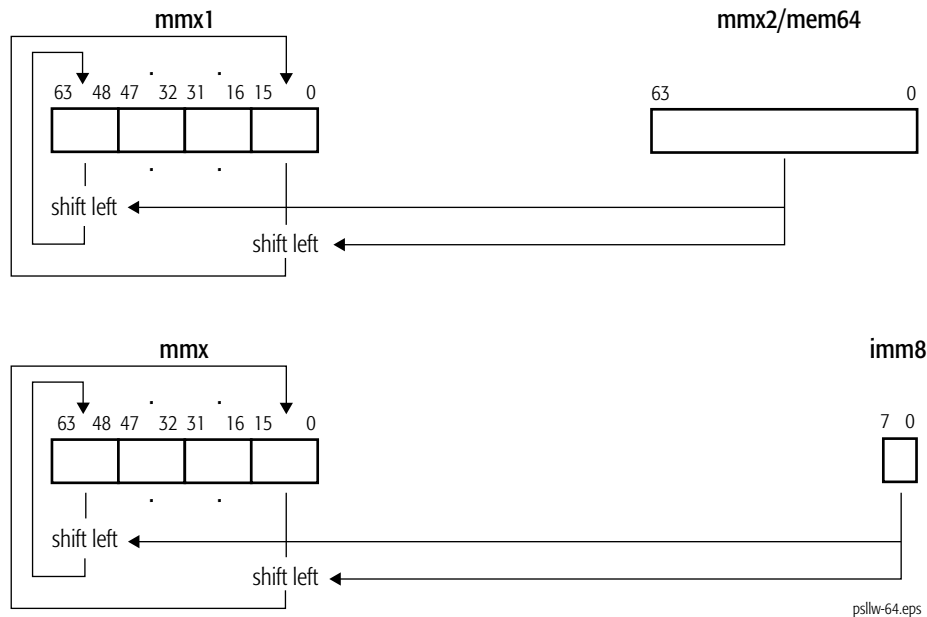 mmx1 mmx2/mem64
. .
63 48 47 32 31 16 15 0 63 0
. .
shift left
shift left
mmx imm8
. .
63 48 47 32 31 16 15 0 7 0
. .
shift left
shift left
psllw-64.eps